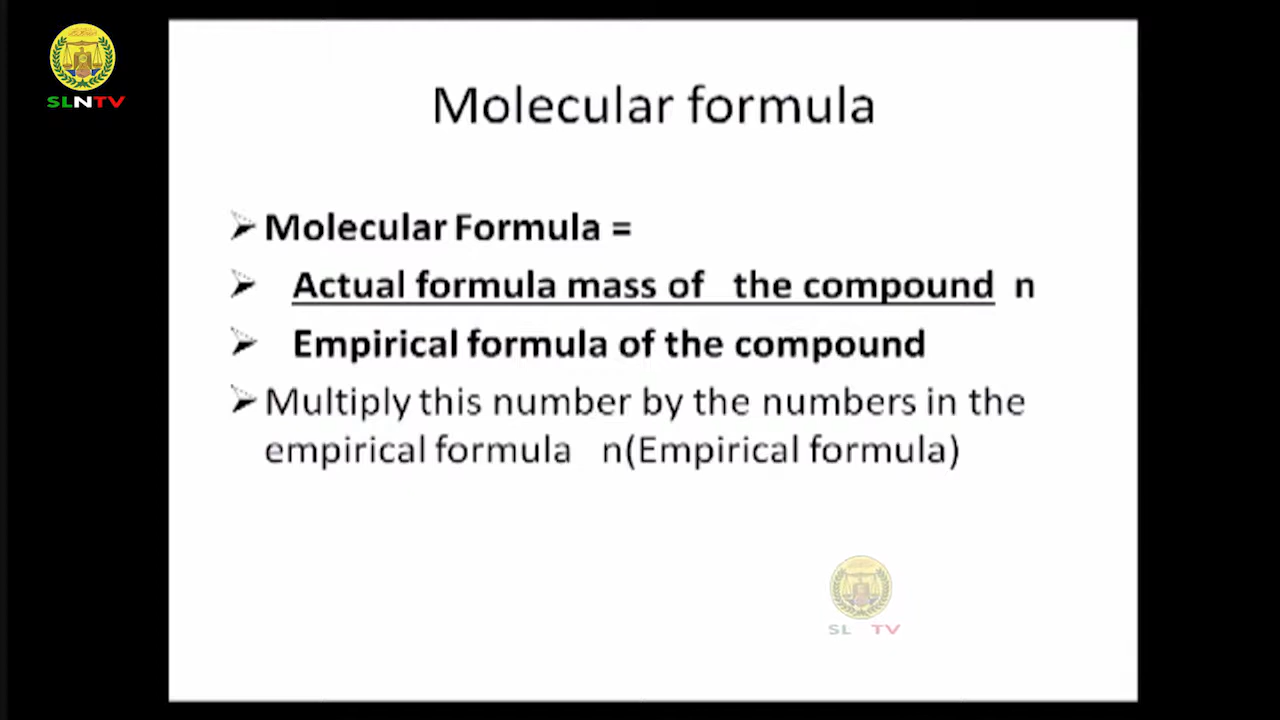 SLNTV
Molecular formula
Molecular Formula =
Actual formula mass of the compound n
Empirical formula of the compound
Multiply this number by the numbers in the
empirical formula n(Empirical formula)
SL TV